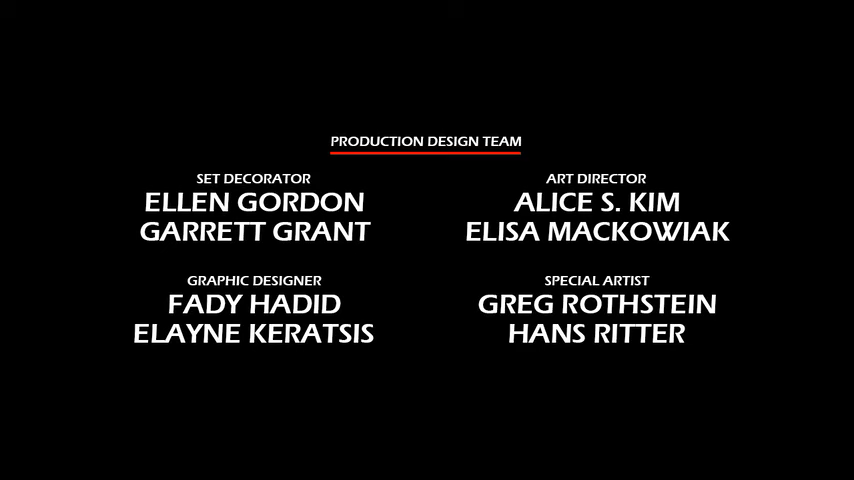 PRODUCTION DESIGN TEAM
SET DECORATOR
ELLEN GORDON
GARRETT GRANT
ART DIRECTOR
ALICE S. KIM
ELISA MACKOWIAK
GRAPHIC DESIGNER
FADY HADID
ELAYNE KERATSIS
SPECIAL ARTIST
GREG ROTHSTEIN
HANS RITTER